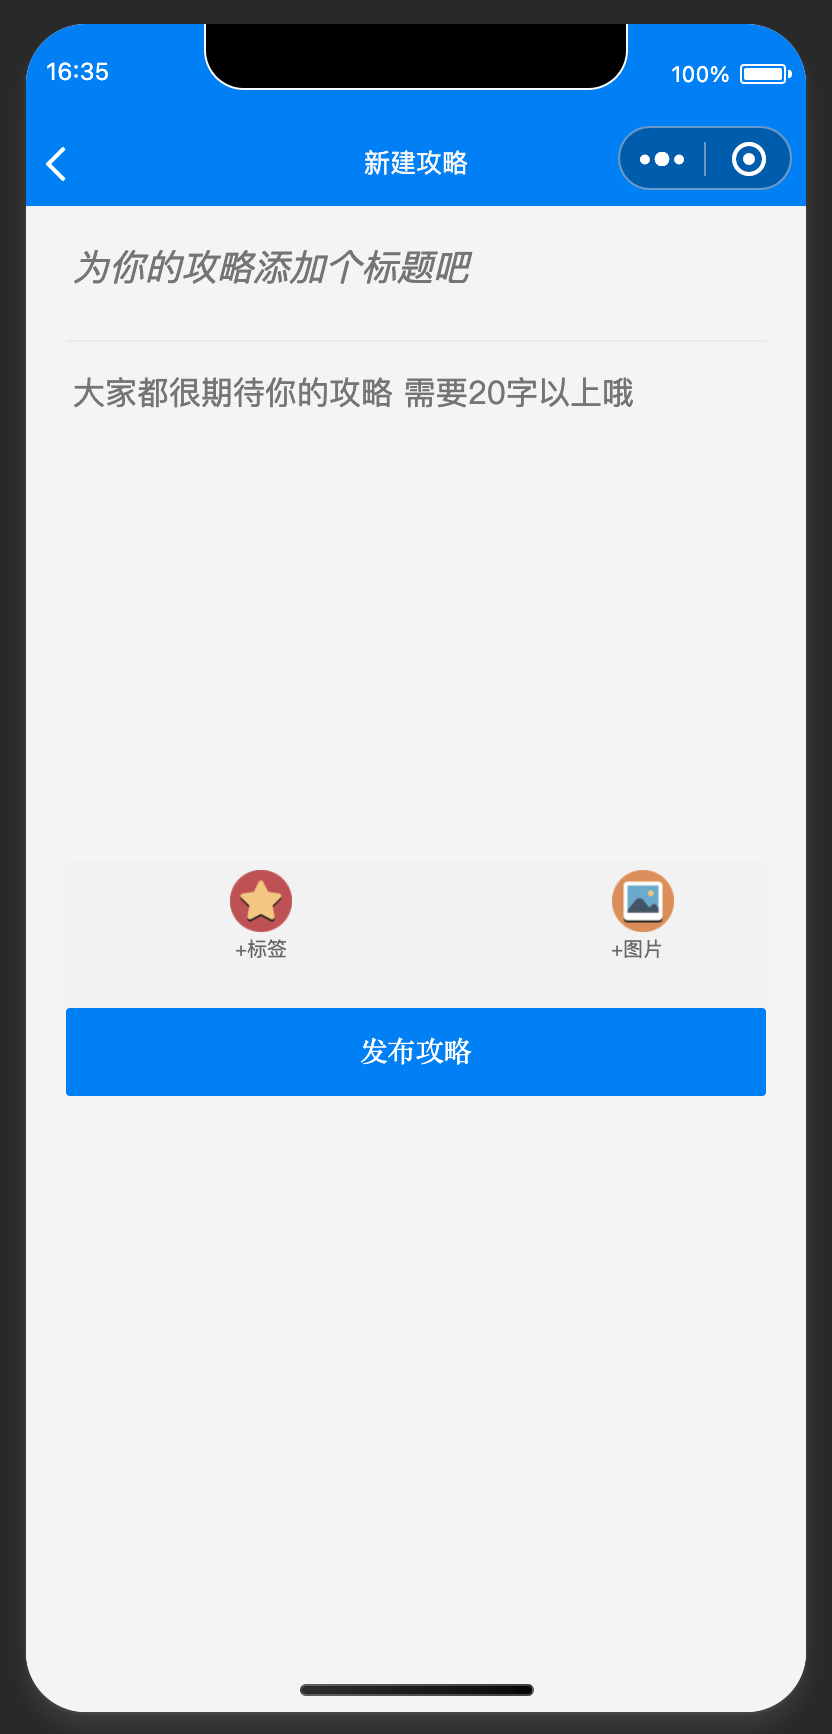 16:35
100%
新建攻略
为你的攻略添加个标题吧
大家都很期待你的攻略 需要20字以上哦
+标签
+图片
发布攻略